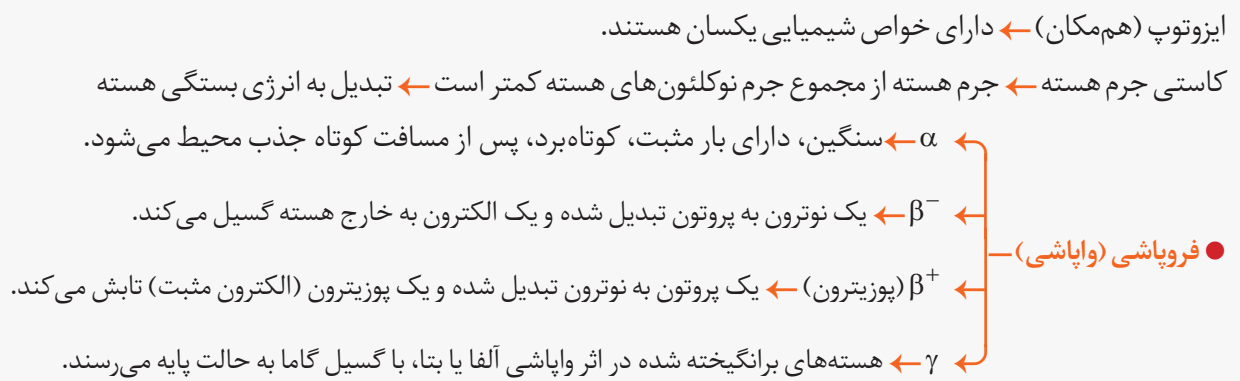 ایزوتوپ (هم‌مکان) ← دارای خواص شیمیایی یکسان هستند.
کاستی جرم هسته ← جرم هسته از مجموع جرم نوکلئون‌های هسته کمتر است ← تبدیل به انرژی بستگی هسته
● فروپاشی (واپاشی)
← α ← سنگین، دارای بار مثبت، کوتاه‌برد، پس از مسافت کوتاه جذب محیط می‌شود.
← β⁻ ← یک نوترون به پروتون تبدیل شده و یک الکترون به خارج هسته گسیل می‌کند.
← β⁺ (پوزیترون) ← یک پروتون به نوترون تبدیل شده و یک پوزیترون (الکترون مثبت) تابش می‌کند.
← γ ← هسته‌های برانگیخته شده در اثر واپاشی آلفا یا بتا، با گسیل گاما به حالت پایه می‌رسند.